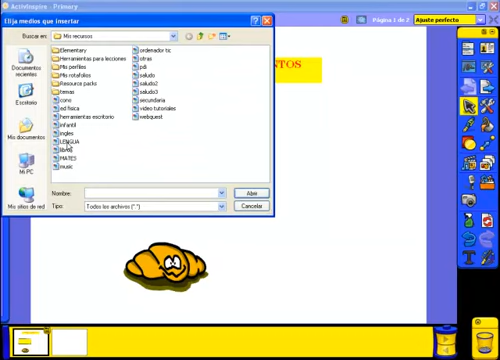 ActivInspire - Primary
Elija medios que insertar
Buscar en: Mis recursos
Página 1 de 2
Ajuste perfecto
Documentos recientes
Escritorio
Mis documentos
Mi PC
Mis sitios de red
Elementary
Herramientas para lecciones
Mis perfiles
Mis rotafolios
Resource packs
temas
cono
ed fisica
herramientas escritorio
infantil
ingles
LENGUA
libros
MATES
music
ordenador tic
otras
pdi
saludo
saludo2
saludo3
secundaria
video tutoriales
webquest
TOS
Nombre:
Abrir
Tipo: Todos los archivos (*.*)
Cancelar